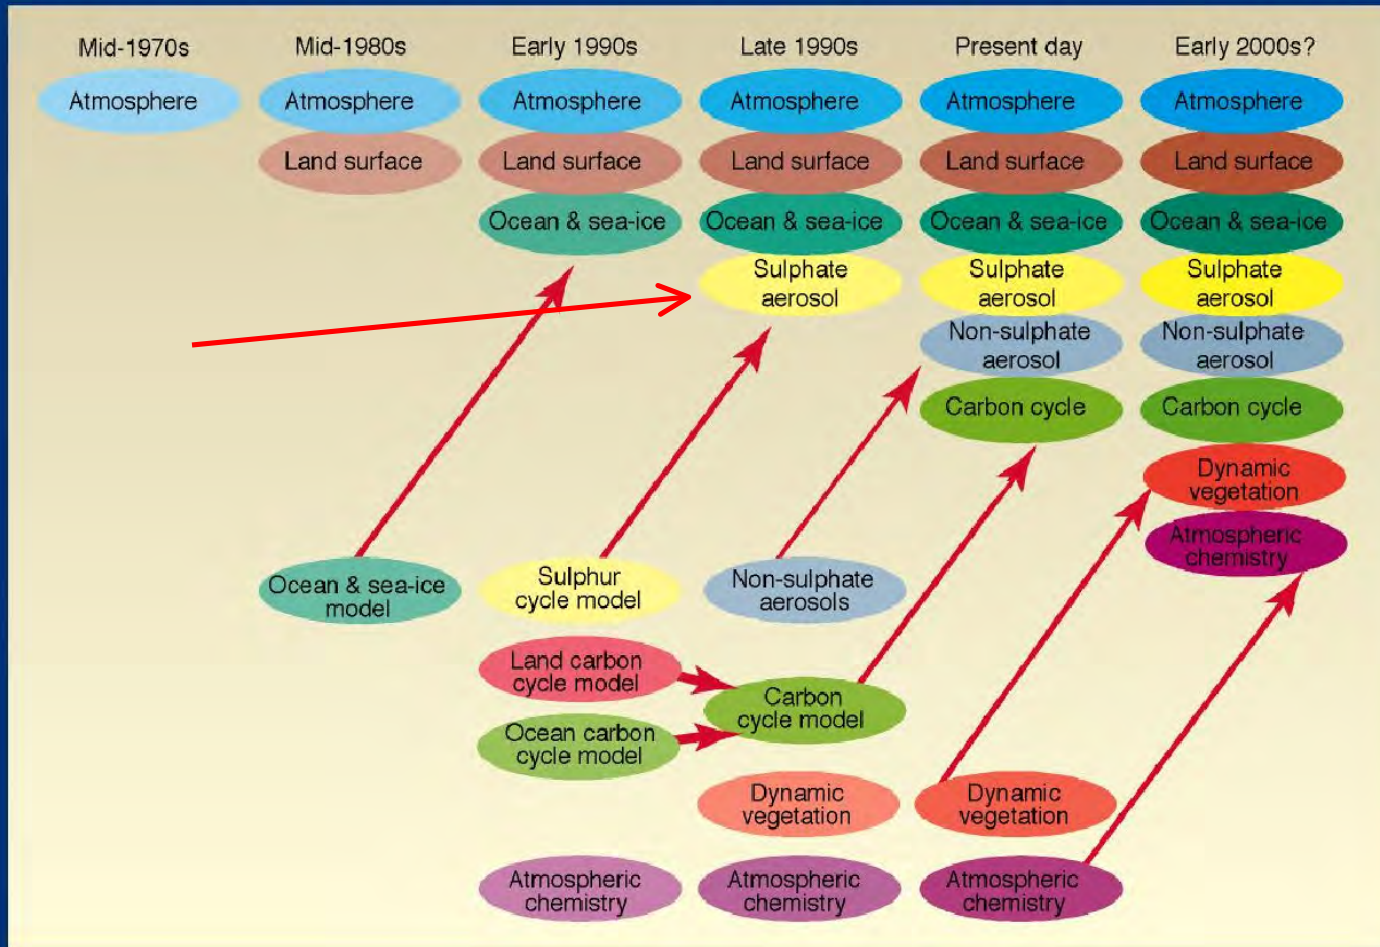 Mid-1970s
Mid-1980s
Early 1990s
Late 1990s
Present day
Early 2000s?
Atmosphere
Atmosphere
Atmosphere
Atmosphere
Atmosphere
Atmosphere
Land surface
Land surface
Land surface
Land surface
Land surface
Ocean & sea-ice
Ocean & sea-ice
Ocean & sea-ice
Ocean & sea-ice
Sulphate
aerosol
Sulphate
aerosol
Sulphate
aerosol
Non-sulphate
aerosol
Non-sulphate
aerosol
Carbon cycle
Carbon cycle
Dynamic
vegetation
Atmospheric
chemistry
Ocean & sea-ice
model
Sulphur
cycle model
Non-sulphate
aerosols
Land carbon
cycle model
Carbon
cycle model
Ocean carbon
cycle model
Dynamic
vegetation
Dynamic
vegetation
Atmospheric
chemistry
Atmospheric
chemistry
Atmospheric
chemistry